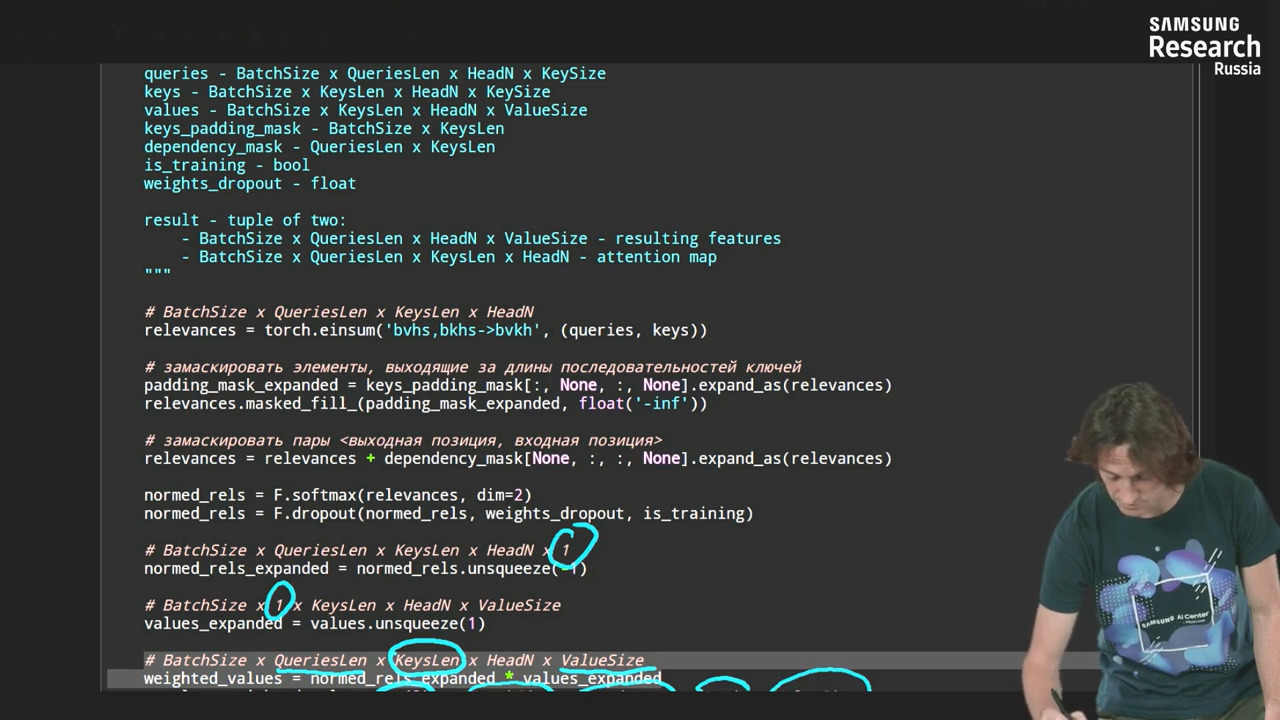 SAMSUNG
Research
Russia
queries - BatchSize x QueriesLen x HeadN x KeySize
keys - BatchSize x KeysLen x HeadN x KeySize
values - BatchSize x KeysLen x HeadN x ValueSize
keys_padding_mask - BatchSize x KeysLen
dependency_mask - QueriesLen x KeysLen
is_training - bool
weights_dropout - float
result - tuple of two:
- BatchSize x QueriesLen x HeadN x ValueSize - resulting features
- BatchSize x QueriesLen x KeysLen x HeadN - attention map
"""
# BatchSize x QueriesLen x KeysLen x HeadN
relevances = torch.einsum('bvhs,bkhs->bvkh', (queries, keys))
# замаскировать элементы, выходящие за длины последовательностей ключей
padding_mask_expanded = keys_padding_mask[:, None, :, None].expand_as(relevances)
relevances.masked_fill_(padding_mask_expanded, float('-inf'))
# замаскировать пары <выходная позиция, входная позиция>
relevances = relevances + dependency_mask[None, :, :, None].expand_as(relevances)
normed_rels = F.softmax(relevances, dim=2)
normed_rels = F.dropout(normed_rels, weights_dropout, is_training)
# BatchSize x QueriesLen x KeysLen x HeadN x 1
normed_rels_expanded = normed_rels.unsqueeze(-1)
# BatchSize x 1 x KeysLen x HeadN x ValueSize
values_expanded = values.unsqueeze(1)
# BatchSize x QueriesLen x KeysLen x HeadN x ValueSize
weighted_values = normed_rels_expanded * values_expanded
SAMSUNG AI Center